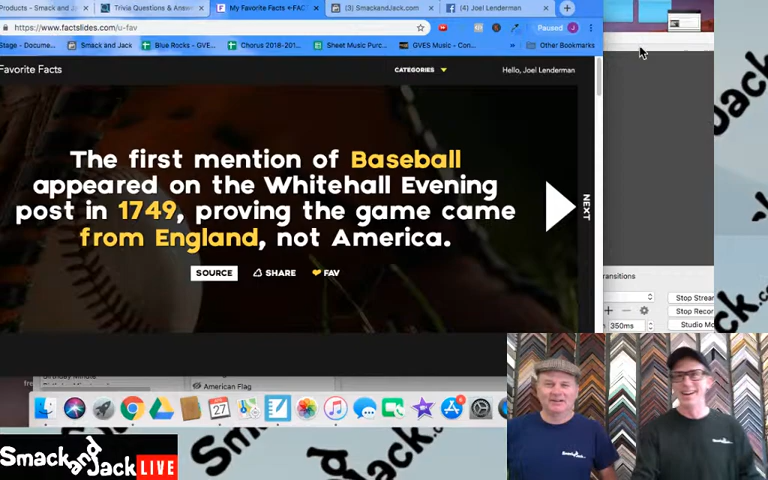 Products - Smack and J
Trivia Questions & Answe
My Favorite Facts <-FAC
(3) SmackandJack.com
(4) Joel Lenderman
https://www.factslides.com/u-fav
Paused
Stage - Docume...
Smack and Jack
Blue Rocks - GVE...
Chorus 2018-201...
Sheet Music Purc...
GVES Music - Con...
Other Bookmarks
Favorite Facts
CATEGORIES
Hello, Joel Lenderman
The first mention of Baseball
appeared on the Whitehall Evening
post in 1749, proving the game came
from England, not America.
NEXT
SOURCE
SHARE
FAV
ransitions
Stop Strear
Stop Recor
350ms
Studio Mo
American Flag
27
Smack
and Jack LIVE